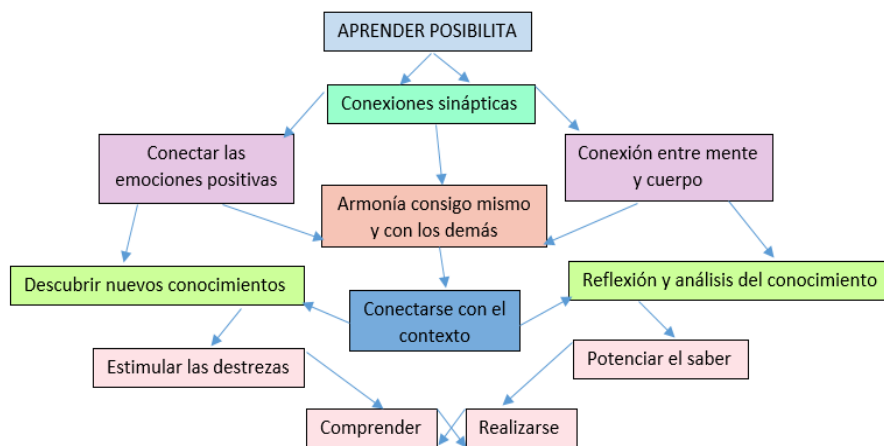 APRENDER POSIBILITA
Conexiones sinápticas
Conectar las
emociones positivas
Conexión entre mente
y cuerpo
Armonía consigo mismo
y con los demás
Descubrir nuevos conocimientos
Reflexión y análisis del conocimiento
Conectarse con el
contexto
Estimular las destrezas
Potenciar el saber
Comprender
Realizarse